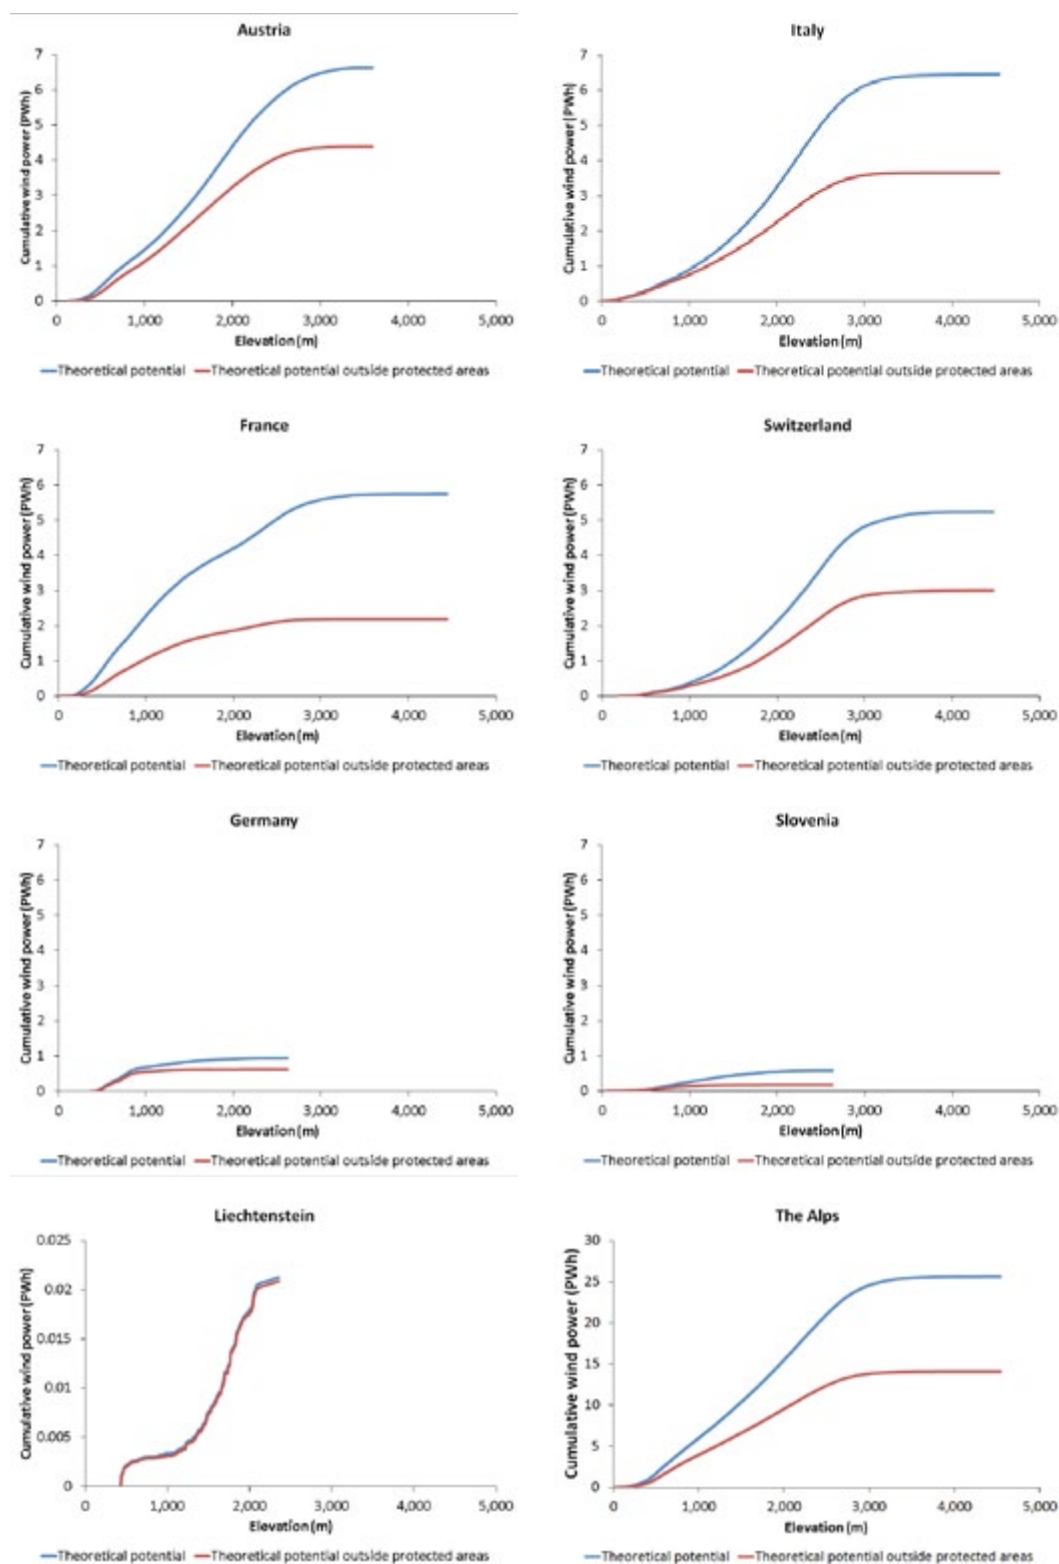 Austria
Cumulative wind power (PWh)
7
6
5
4
3
2
1
0
0 1,000 2,000 3,000 4,000 5,000
Elevation (m)
Theoretical potential Theoretical potential outside protected areas
Italy
Cumulative wind power (PWh)
7
6
5
4
3
2
1
0
0 1,000 2,000 3,000 4,000 5,000
Elevation (m)
Theoretical potential Theoretical potential outside protected areas
France
Cumulative wind power (PWh)
7
6
5
4
3
2
1
0
0 1,000 2,000 3,000 4,000 5,000
Elevation (m)
Theoretical potential Theoretical potential outside protected areas
Switzerland
Cumulative wind power (PWh)
7
6
5
4
3
2
1
0
0 1,000 2,000 3,000 4,000 5,000
Elevation (m)
Theoretical potential Theoretical potential outside protected areas
Germany
Cumulative wind power (PWh)
7
6
5
4
3
2
1
0
0 1,000 2,000 3,000 4,000 5,000
Elevation (m)
Theoretical potential Theoretical potential outside protected areas
Slovenia
Cumulative wind power (PWh)
7
6
5
4
3
2
1
0
0 1,000 2,000 3,000 4,000 5,000
Elevation (m)
Theoretical potential Theoretical potential outside protected areas
Liechtenstein
Cumulative wind power (PWh)
0.025
0.02
0.015
0.01
0.005
0
0 1,000 2,000 3,000 4,000 5,000
Elevation (m)
Theoretical potential Theoretical potential outside protected areas
The Alps
Cumulative wind power (PWh)
30
25
20
15
10
5
0
0 1,000 2,000 3,000 4,000 5,000
Elevation (m)
Theoretical potential Theoretical potential outside protected areas